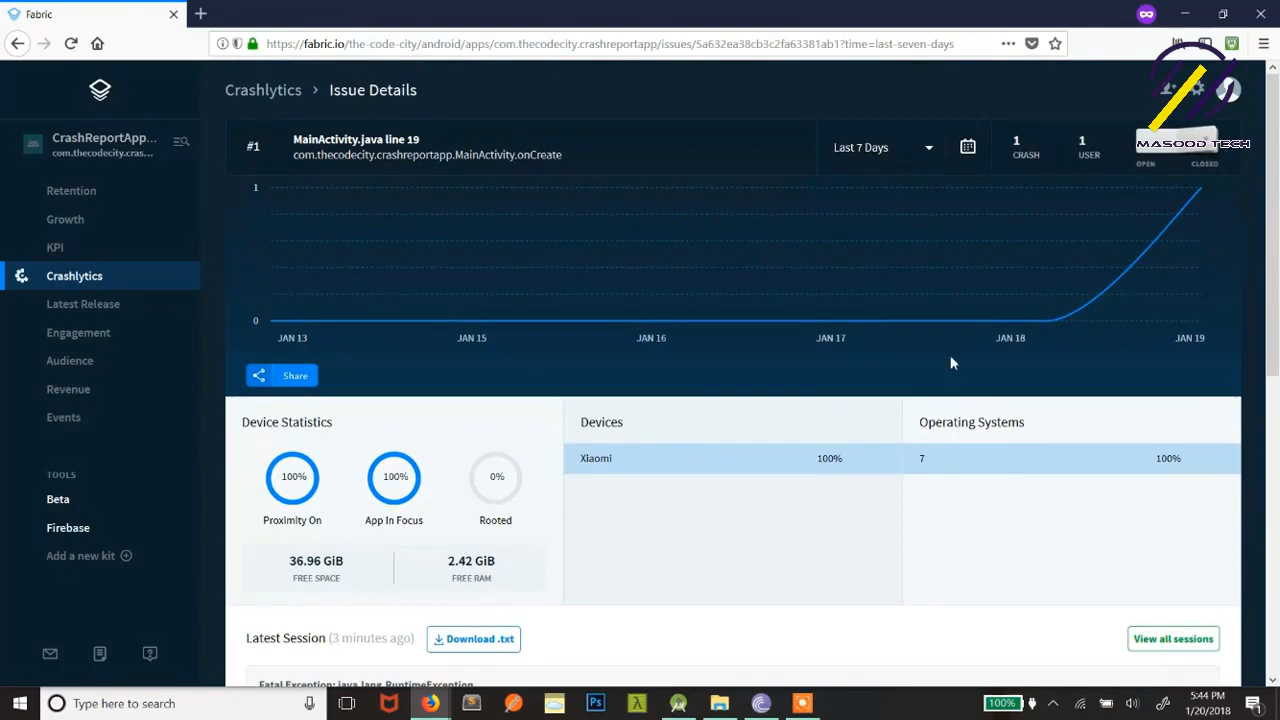 Fabric
https://fabric.io/the-code-city/android/apps/com.thecodecity.crashreportapp/issues/5a632ea38cb3c2fa63381ab1?time=last-seven-days
Crashlytics > Issue Details
CrashReportApp...
com.thecodecity.cras...
#1
MainActivity.java line 19
com.thecodecity.crashreportapp.MainActivity.onCreate
Last 7 Days
1
CRASH
1
USER
OPEN
CLOSED
MASOOD TECH
Retention
Growth
KPI
Crashlytics
Latest Release
Engagement
Audience
Revenue
Events
TOOLS
Beta
Firebase
Add a new kit
1
0
JAN 13 JAN 15 JAN 16 JAN 17 JAN 18 JAN 19
Share
Device Statistics
100% 100% 0%
Proximity On App In Focus Rooted
36.96 GiB
FREE SPACE
2.42 GiB
FREE RAM
Devices
Xiaomi 100%
Operating Systems
7 100%
Latest Session (3 minutes ago)
Download .txt
View all sessions
Fatal Exception: java.lang.RuntimeException
Type here to search
Ps
100%
5:44 PM
1/20/2018